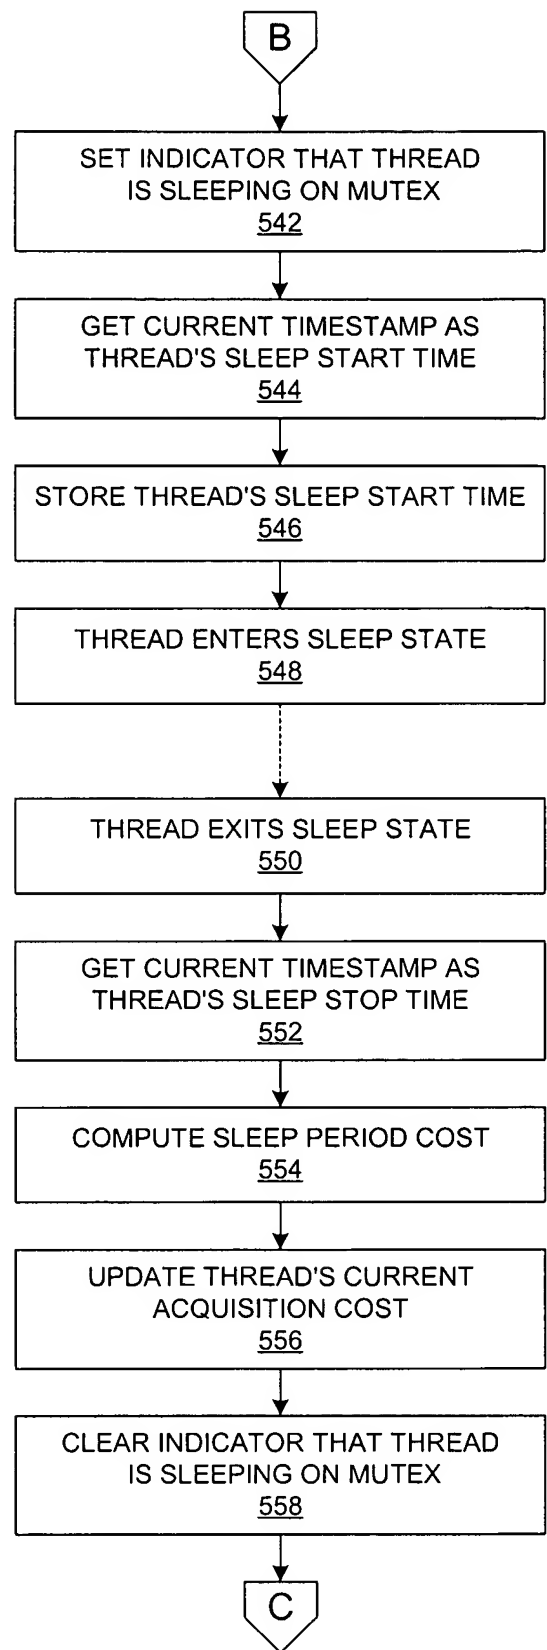 B
SET INDICATOR THAT THREAD
IS SLEEPING ON MUTEX
542
GET CURRENT TIMESTAMP AS
THREAD'S SLEEP START TIME
544
STORE THREAD'S SLEEP START TIME
546
THREAD ENTERS SLEEP STATE
548
THREAD EXITS SLEEP STATE
550
GET CURRENT TIMESTAMP AS
THREAD'S SLEEP STOP TIME
552
COMPUTE SLEEP PERIOD COST
554
UPDATE THREAD'S CURRENT
ACQUISITION COST
556
CLEAR INDICATOR THAT THREAD
IS SLEEPING ON MUTEX
558
C